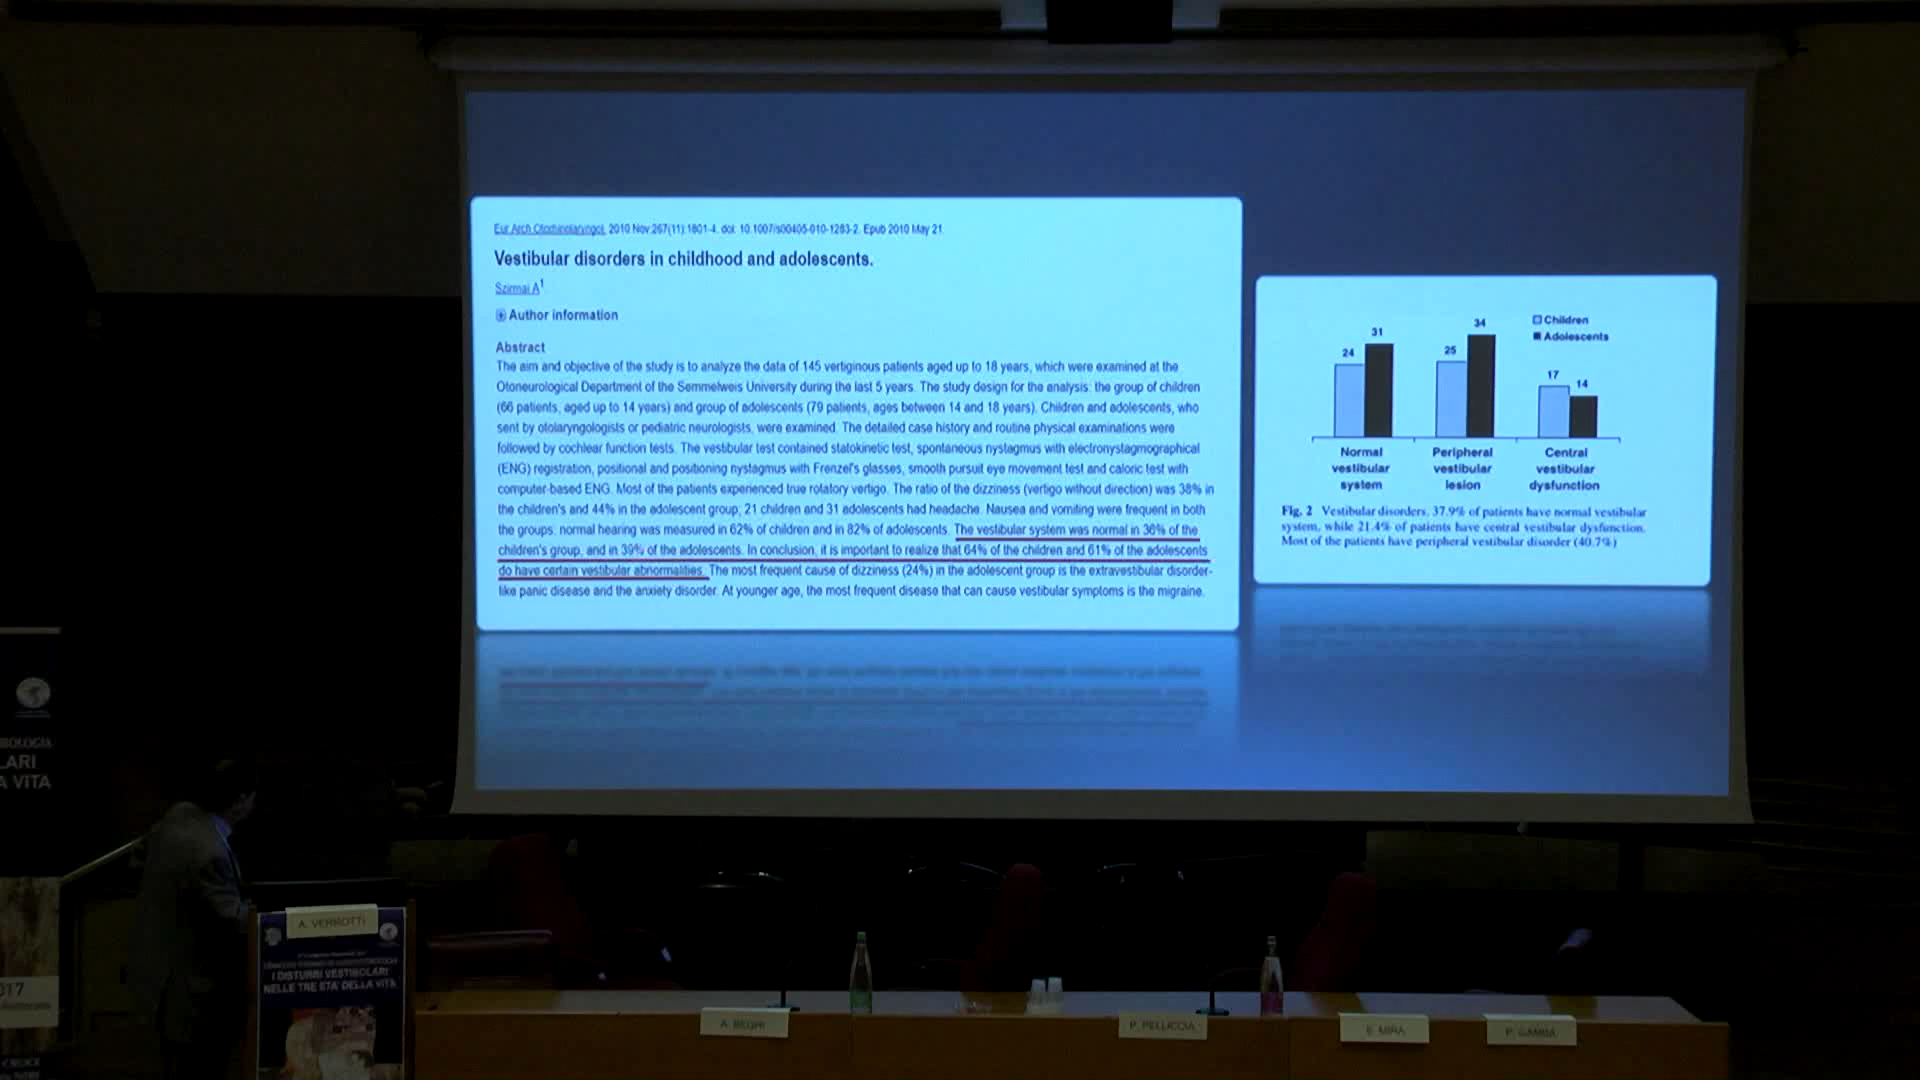 Eur Arch Otorhinolaryngol. 2010 Nov;267(11):1801-4. doi: 10.1007/s00405-010-1283-2. Epub 2010 May 21.
Vestibular disorders in childhood and adolescents.
Szirmai A1.
Author information
Abstract
The aim and objective of the study is to analyze the data of 145 vertiginous patients aged up to 18 years, which were examined at the
Otoneurological Department of the Semmelweis University during the last 5 years. The study design for the analysis: the group of children
(66 patients, aged up to 14 years) and group of adolescents (79 patients, ages between 14 and 18 years). Children and adolescents, who
sent by otolaryngologists or pediatric neurologists, were examined. The detailed case history and routine physical examinations were
followed by cochlear function tests. The vestibular test contained statokinetic test, spontaneous nystagmus with electronystagmographical
(ENG) registration, positional and positioning nystagmus with Frenzel's glasses, smooth pursuit eye movement test and caloric test with
computer-based ENG. Most of the patients experienced true rotatory vertigo. The ratio of the dizziness (vertigo without direction) was 38% in
the children's and 44% in the adolescent group; 21 children and 31 adolescents had headache. Nausea and vomiting were frequent in both
the groups: normal hearing was measured in 62% of children and in 82% of adolescents. The vestibular system was normal in 36% of the
children's group, and in 39% of the adolescents. In conclusion, it is important to realize that 64% of the children and 61% of the adolescents
do have certain vestibular abnormalities. The most frequent cause of dizziness (24%) in the adolescent group is the extravestibular disorder-
like panic disease and the anxiety disorder. At younger age, the most frequent disease that can cause vestibular symptoms is the migraine.
Children
Adolescents
24 31 25 34 17 14
Normal vestibular system
Peripheral vestibular lesion
Central vestibular dysfunction
Fig. 2 Vestibular disorders. 37.9% of patients have normal vestibular
system, while 21.4% of patients have central vestibular dysfunction.
Most of the patients have peripheral vestibular disorder (40.7%)
LARI
A VITA
017
CROCE
A. VERROTTI
I DISTURBI VESTIBOLARI
NELLE TRE ETA' DELLA VITA
A. BEGHI
P. PELLICCIA
E. MIRA
P. GAMBA